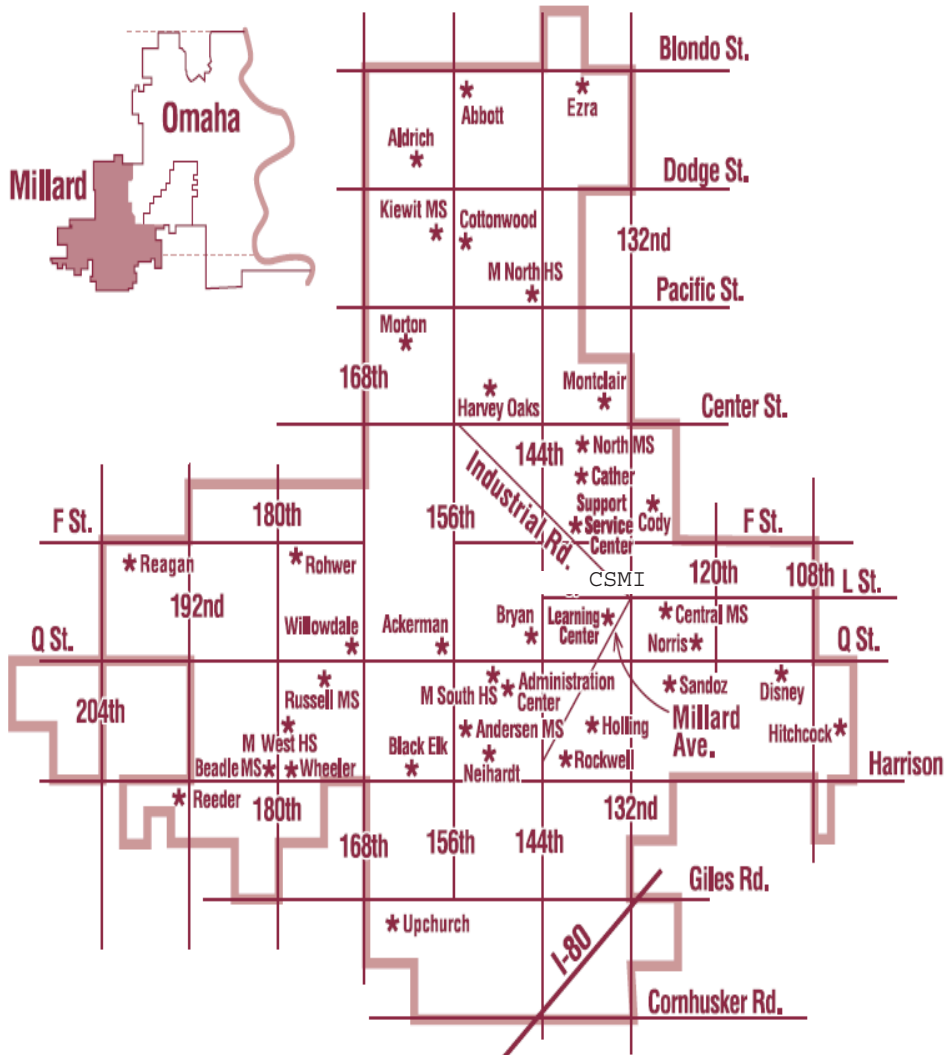 Blondo St.
Abbott
Ezra
Omaha
Aldrich
Millard
Dodge St.
Kiewit MS
Cottonwood
132nd
M North HS
Pacific St.
Morton
168th
Montclair
Harvey Oaks
Center St.
144th
North MS
Industrial Rd.
Cather
180th
156th
Support
Service
Center
Cody
F St.
F St.
Reagan
Rohwer
CSMI
120th
108th
L St.
192nd
Willowdale
Ackerman
Bryan
Learning
Center
Central MS
Norris
Q St.
Q St.
Russell MS
M South HS
Administration
Center
Sandoz
Disney
204th
Millard
Ave.
M West HS
Andersen MS
Holling
Hitchcock
Black Elk
Beadle MS
Wheeler
Neihardt
Rockwell
Harrison
Reeder
180th
132nd
168th
156th
144th
Giles Rd.
Upchurch
I-80
Cornhusker Rd.